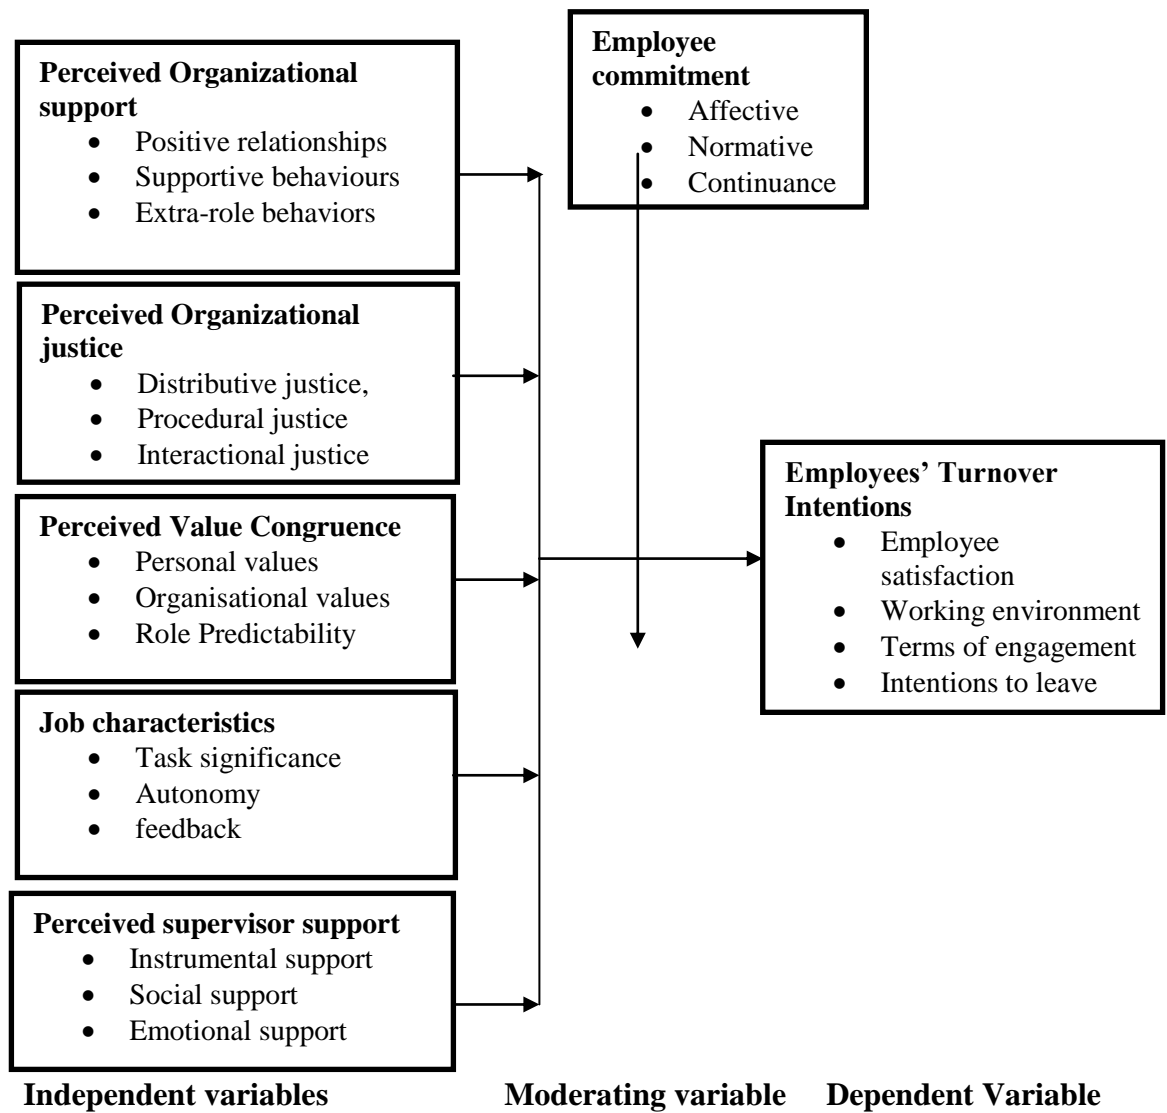 Perceived Organizational
support
• Positive relationships
• Supportive behaviours
• Extra-role behaviors
Employee
commitment
• Affective
• Normative
• Continuance
Perceived Organizational
justice
• Distributive justice,
• Procedural justice
• Interactional justice
Perceived Value Congruence
• Personal values
• Organisational values
• Role Predictability
Employees’ Turnover
Intentions
• Employee
satisfaction
• Working environment
• Terms of engagement
• Intentions to leave
Job characteristics
• Task significance
• Autonomy
• feedback
Perceived supervisor support
• Instrumental support
• Social support
• Emotional support
Independent variables Moderating variable Dependent Variable